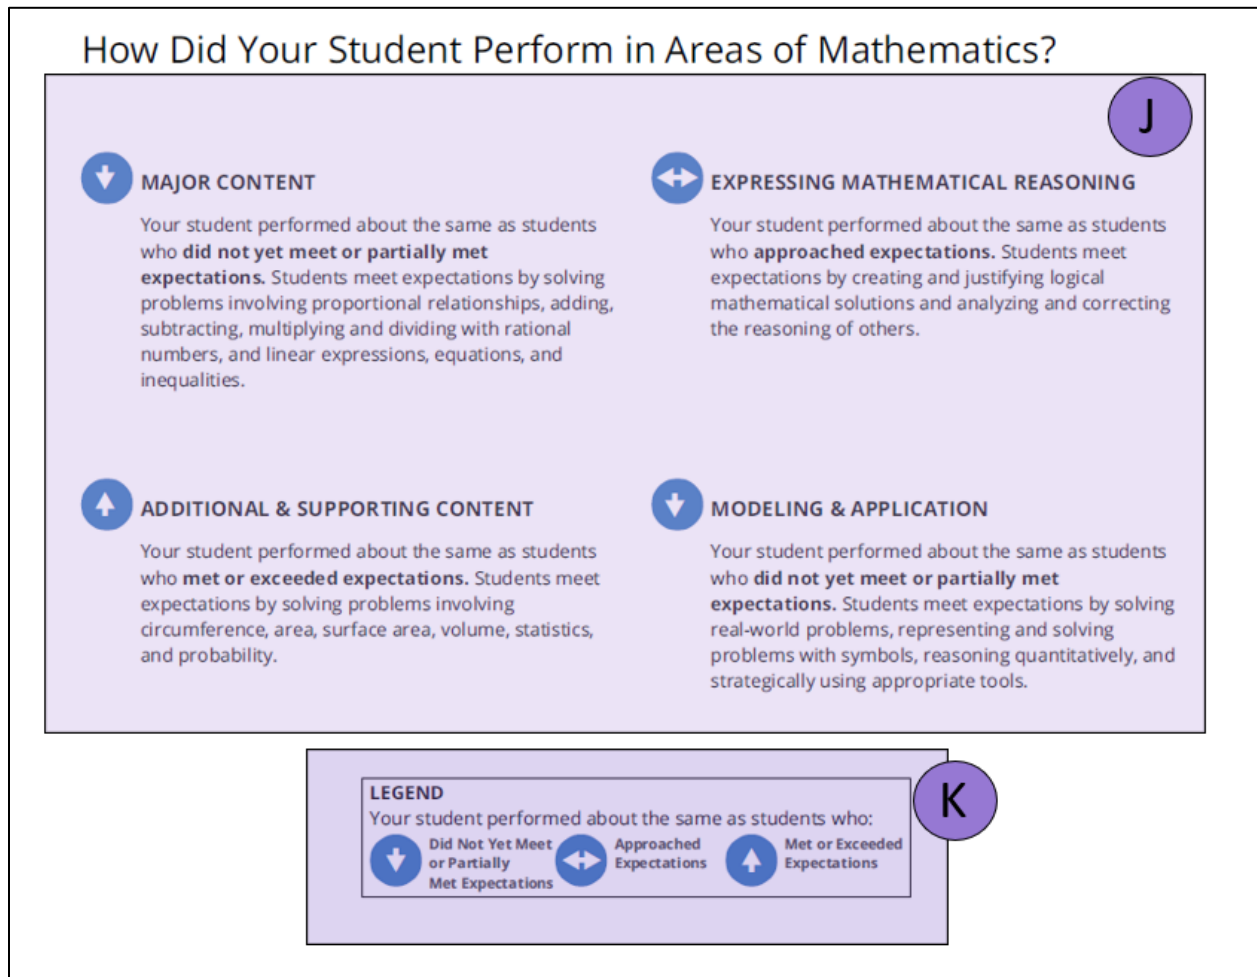 How Did Your Student Perform in Areas of Mathematics?
J
MAJOR CONTENT
Your student performed about the same as students
who did not yet meet or partially met
expectations. Students meet expectations by solving
problems involving proportional relationships, adding,
subtracting, multiplying and dividing with rational
numbers, and linear expressions, equations, and
inequalities.
EXPRESSING MATHEMATICAL REASONING
Your student performed about the same as students
who approached expectations. Students meet
expectations by creating and justifying logical
mathematical solutions and analyzing and correcting
the reasoning of others.
ADDITIONAL & SUPPORTING CONTENT
Your student performed about the same as students
who met or exceeded expectations. Students meet
expectations by solving problems involving
circumference, area, surface area, volume, statistics,
and probability.
MODELING & APPLICATION
Your student performed about the same as students
who did not yet meet or partially met
expectations. Students meet expectations by solving
real-world problems, representing and solving
problems with symbols, reasoning quantitatively, and
strategically using appropriate tools.
K
LEGEND
Your student performed about the same as students who:
Did Not Yet Meet
or Partially
Met Expectations
Approached
Expectations
Met or Exceeded
Expectations